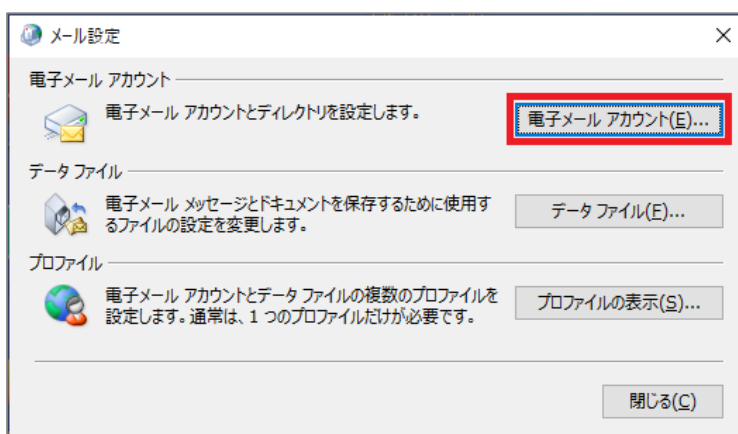 メール設定
電子メール アカウント
電子メール アカウントとディレクトリを設定します。
電子メール アカウント(E)...
データ ファイル
電子メール メッセージとドキュメントを保存するために使用す
るファイルの設定を変更します。
データ ファイル(F)...
プロファイル
電子メール アカウントとデータ ファイルの複数のプロファイルを
設定します。通常は、1 つのプロファイルだけが必要です。
プロファイルの表示(S)...
閉じる(C)